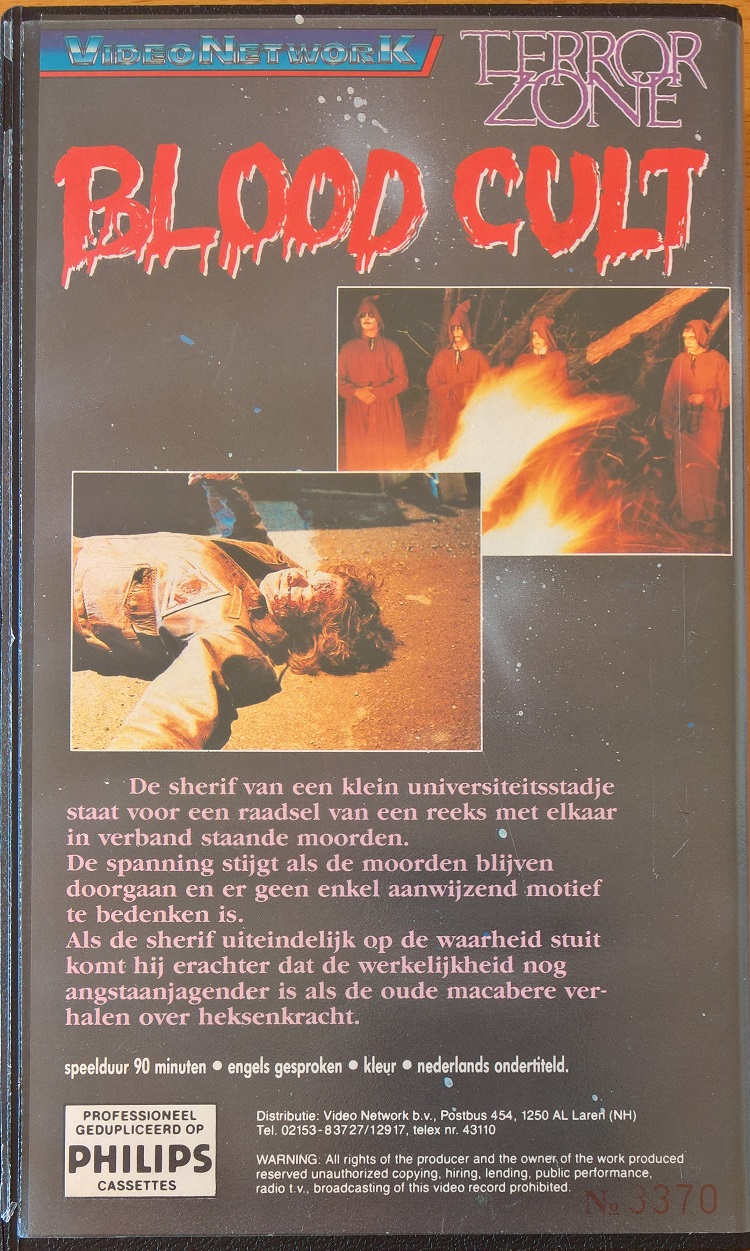 VIDEO NETWORK
TERROR
ZONE
BLOOD CULT
De sherif van een klein universiteitsstadje
staat voor een raadsel van een reeks met elkaar
in verband staande moorden.
De spanning stijgt als de moorden blijven
doorgaan en er geen enkel aanwijzend motief
te bedenken is.
Als de sherif uiteindelijk op de waarheid stuit
komt hij erachter dat de werkelijkheid nog
angstaanjagender is als de oude macabere ver-
halen over heksenkracht.
speelduur 90 minuten ● engels gesproken ● kleur ● nederlands ondertiteld.
PROFESSIONEEL
GEDUPLICEERD OP
PHILIPS
CASSETTES
Distributie: Video Network b.v., Postbus 454, 1250 AL Laren (NH)
Tel. 02153-83727/12917, telex nr. 43110
WARNING: All rights of the producer and the owner of the work produced
reserved unauthorized copying, hiring, lending, public performance,
radio t.v., broadcasting of this video record prohibited.
No 3370